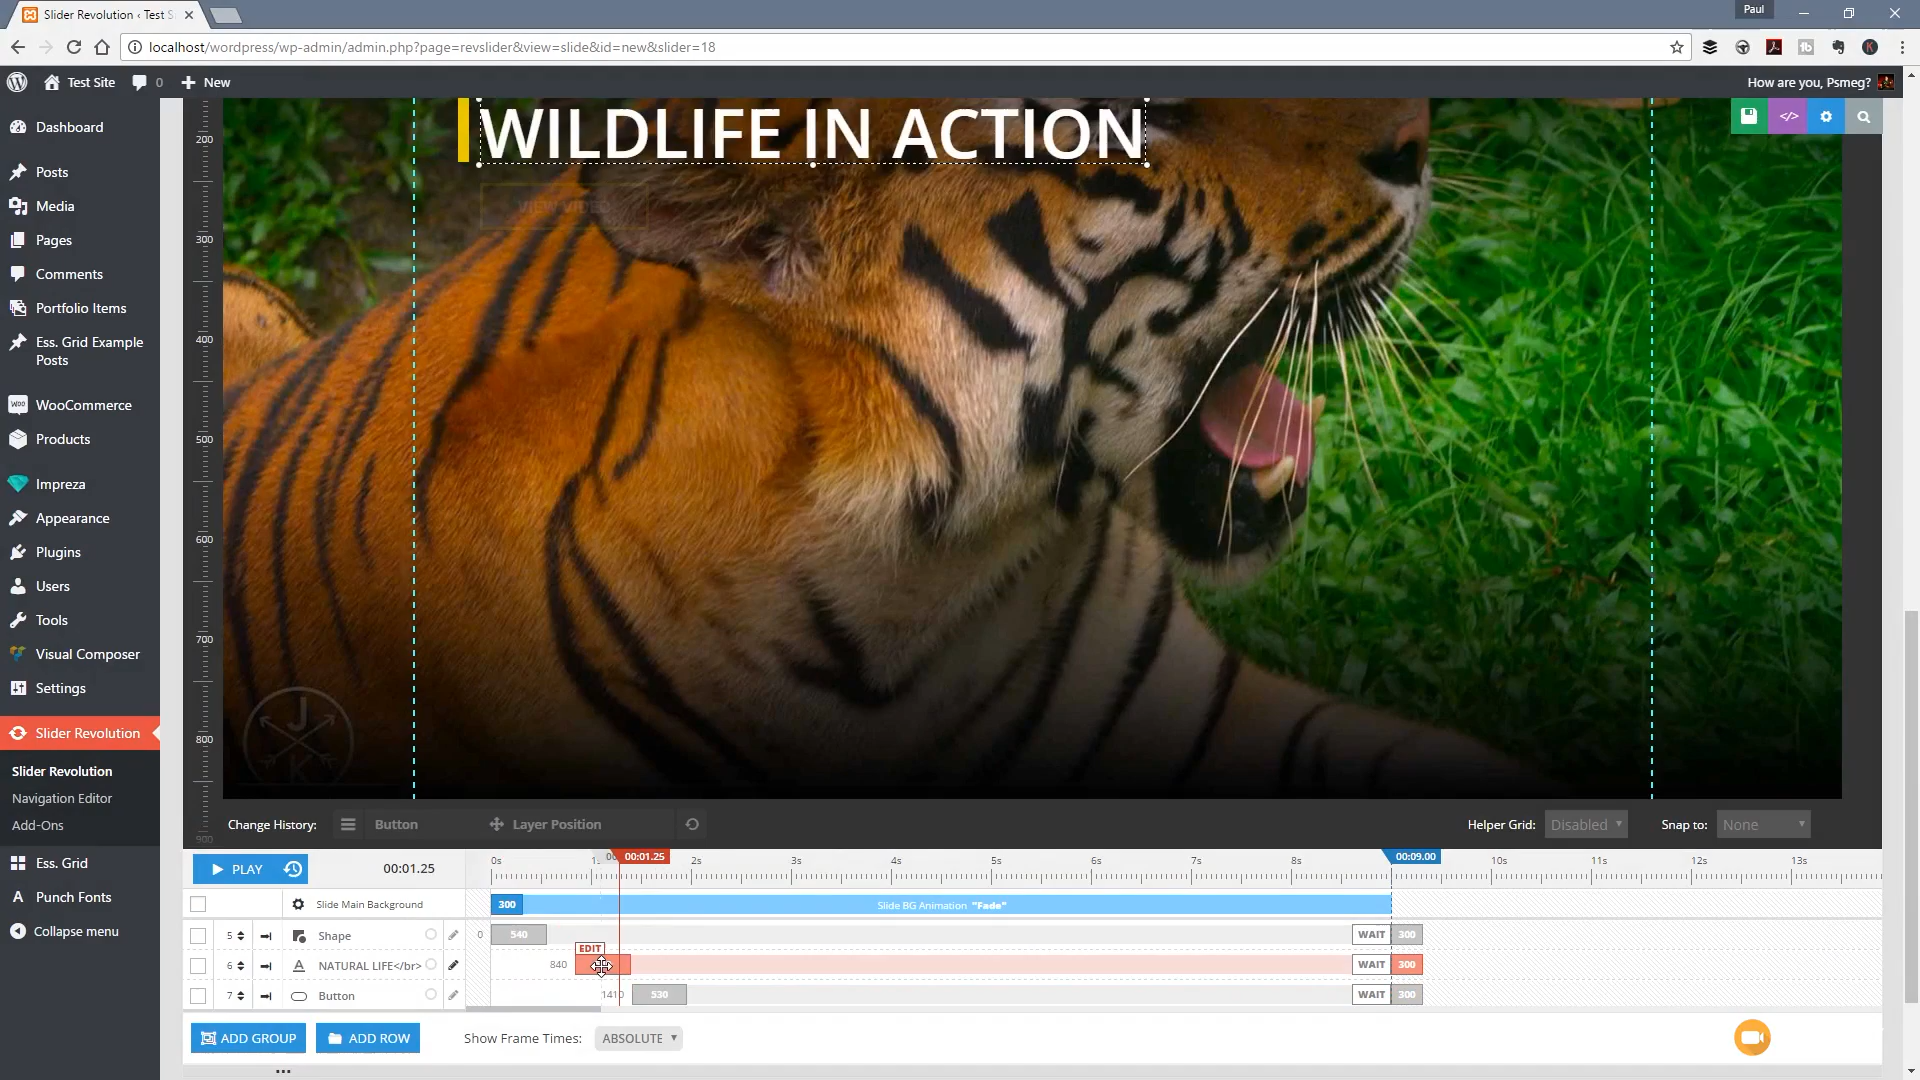 Slider Revolution ‹ Test S
Paul
localhost/wordpress/wp-admin/admin.php?page=revslider&view=slide&id=new&slider=18
Test Site
0
New
How are you, Psmeg?
Dashboard
Posts
Media
Pages
Comments
Portfolio Items
Ess. Grid Example
Posts
WooCommerce
Products
Impreza
Appearance
Plugins
Users
Tools
Visual Composer
Settings
Slider Revolution
Slider Revolution
Navigation Editor
Add-Ons
Ess. Grid
Punch Fonts
Collapse menu
200
300
400
500
600
700
800
900
WILDLIFE IN ACTION
VIEW VIDEO
J
K
Change History:
Button
Layer Position
Helper Grid:
Disabled
Snap to:
None
PLAY
00:01.25
0s
00:01.25
2s
3s
4s
5s
6s
7s
8s
00:09.00
10s
11s
12s
13s
Slide Main Background
300
Slide BG Animation "Fade"
5
Shape
0
540
WAIT
300
EDIT
6
NATURAL LIFE</br>
840
WAIT
300
7
Button
1410
530
WAIT
300
ADD GROUP
ADD ROW
Show Frame Times:
ABSOLUTE